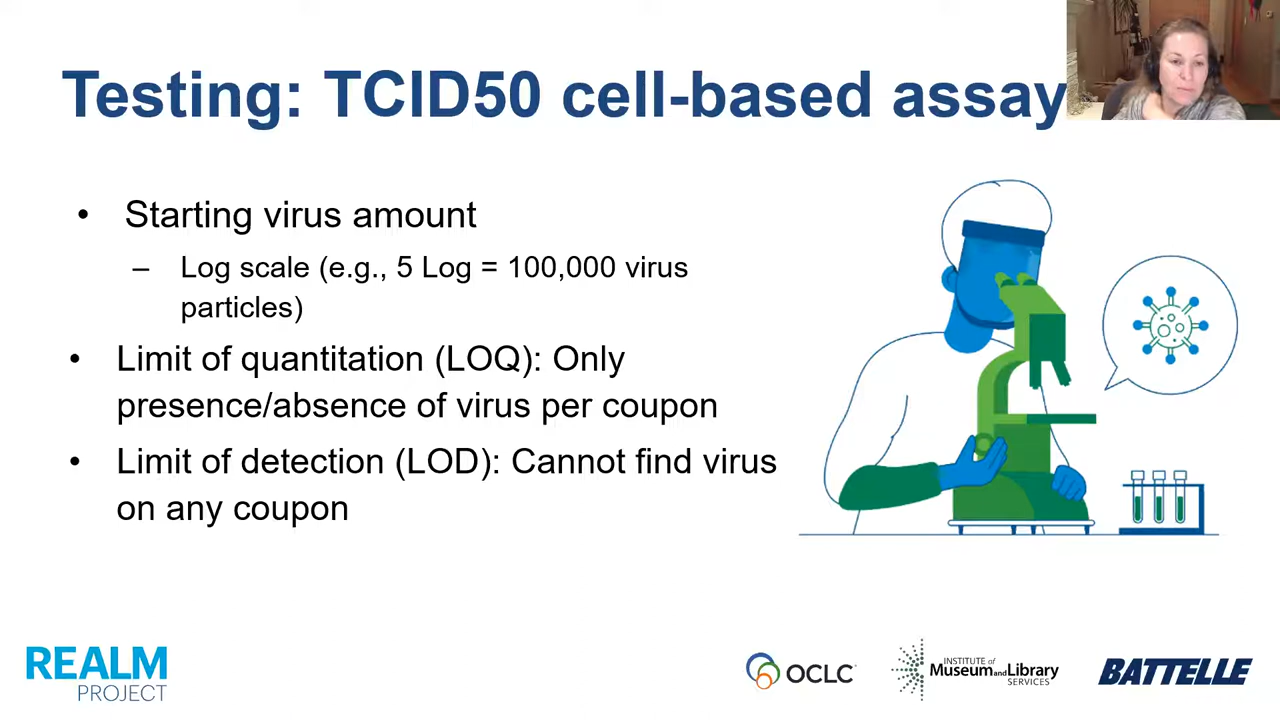 Testing: TCID50 cell-based assay
• Starting virus amount
– Log scale (e.g., 5 Log = 100,000 virus
particles)
• Limit of quantitation (LOQ): Only
presence/absence of virus per coupon
• Limit of detection (LOD): Cannot find virus
on any coupon
REALM
PROJECT
OCLC
INSTITUTE of
Museum and Library
SERVICES
BATTELLE